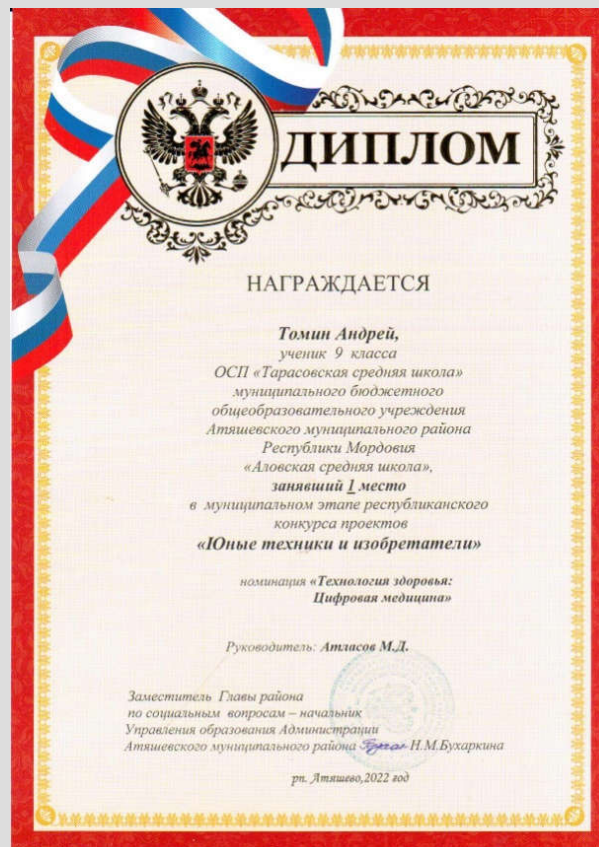 ДИПЛОМ
НАГРАЖДАЕТСЯ
Томин Андрей,
ученик 9 класса
ОСП «Тарасовская средняя школа»
муниципального бюджетного
общеобразовательного учреждения
Атяшевского муниципального района
Республики Мордовия
«Аловская средняя школа»,
занявший I место
в муниципальном этапе республиканского
конкурса проектов
«Юные техники и изобретатели»
номинация «Технология здоровья:
Цифровая медицина»
Руководитель: Атласов М.Д.
Заместитель Главы района
по социальным вопросам – начальник
Управления образования Администрации
Атяшевского муниципального района Н.М.Бухаркина
рп. Атяшево,2022 год